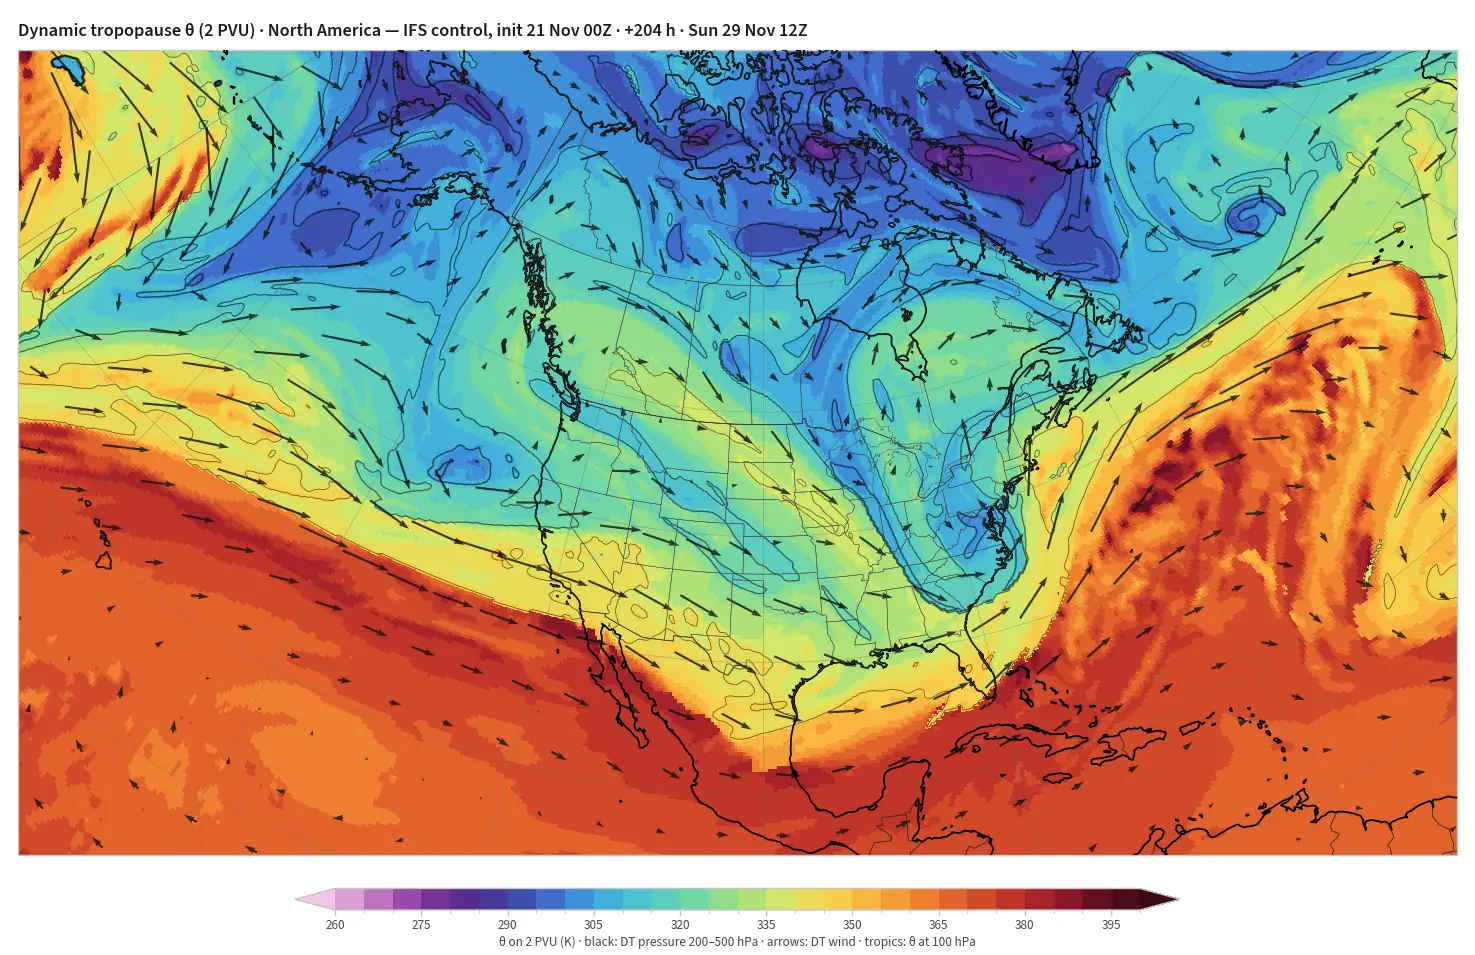 Dynamic tropopause θ (2 PVU) · North America — IFS control, init 21 Nov 00Z · +204 h · Sun 29 Nov 12Z
260 275 290 305 320 335 350 365 380 395
θ on 2 PVU (K) · black: DT pressure 200–500 hPa · arrows: DT wind · tropics: θ at 100 hPa